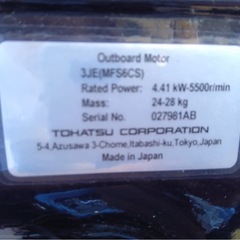 Outboard Motor
3JE(MFS6CS)
Rated Power: 4.41 kW-5500r/min
Mass: 24-28 kg
Serial No. 027981AB
TOHATSU CORPORATION
5-4,Azusawa 3-Chome,Itabashi-ku,Tokyo,Japan
Made in Japan